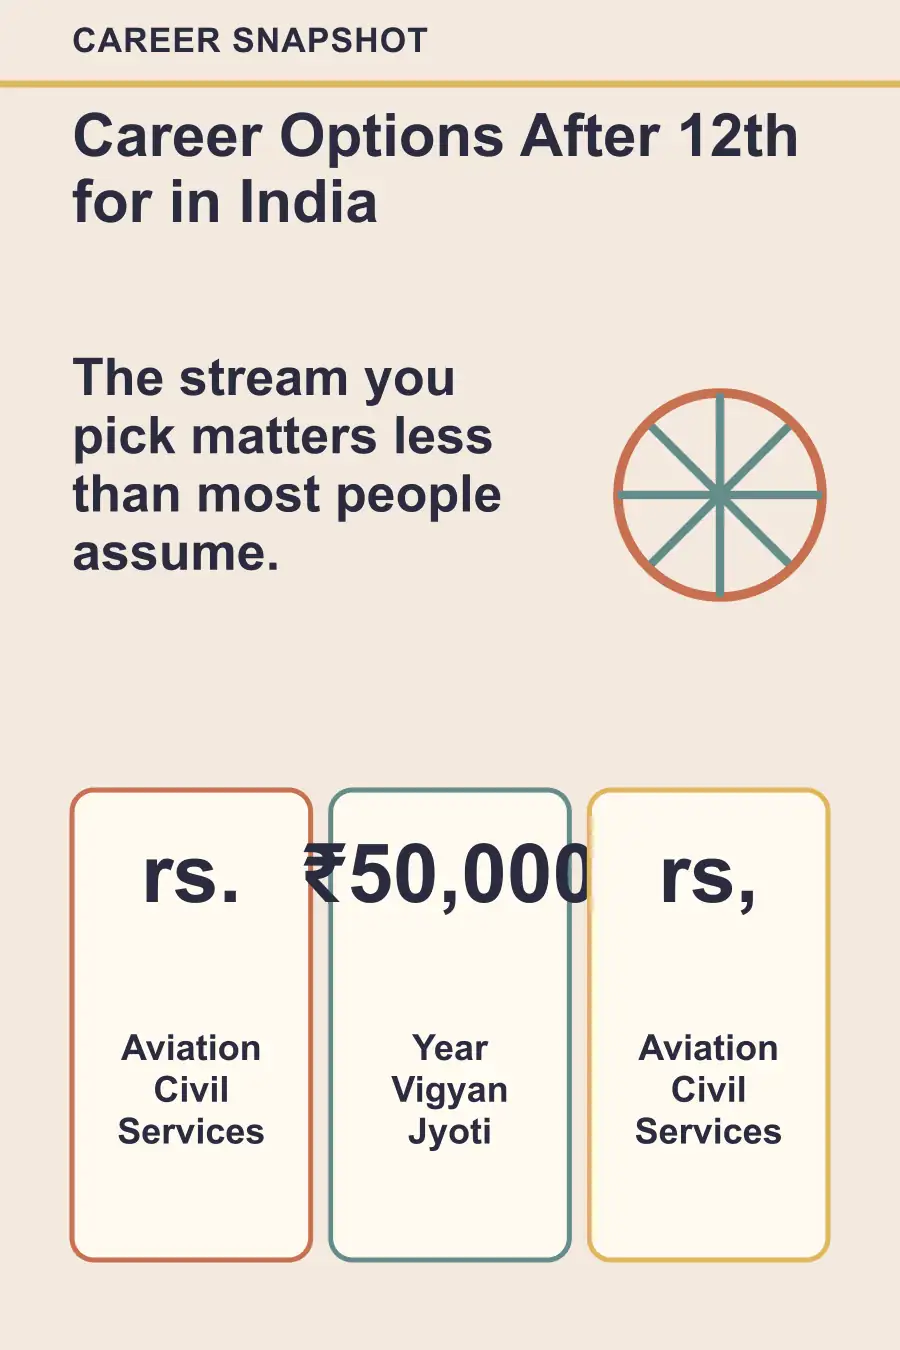 CAREER SNAPSHOT
Career Options After 12th
for in India
The stream you
pick matters less
than most people
assume.
rs.
₹50,000
rs,
Aviation
Civil
Services
Year
Vigyan
Jyoti
Aviation
Civil
Services